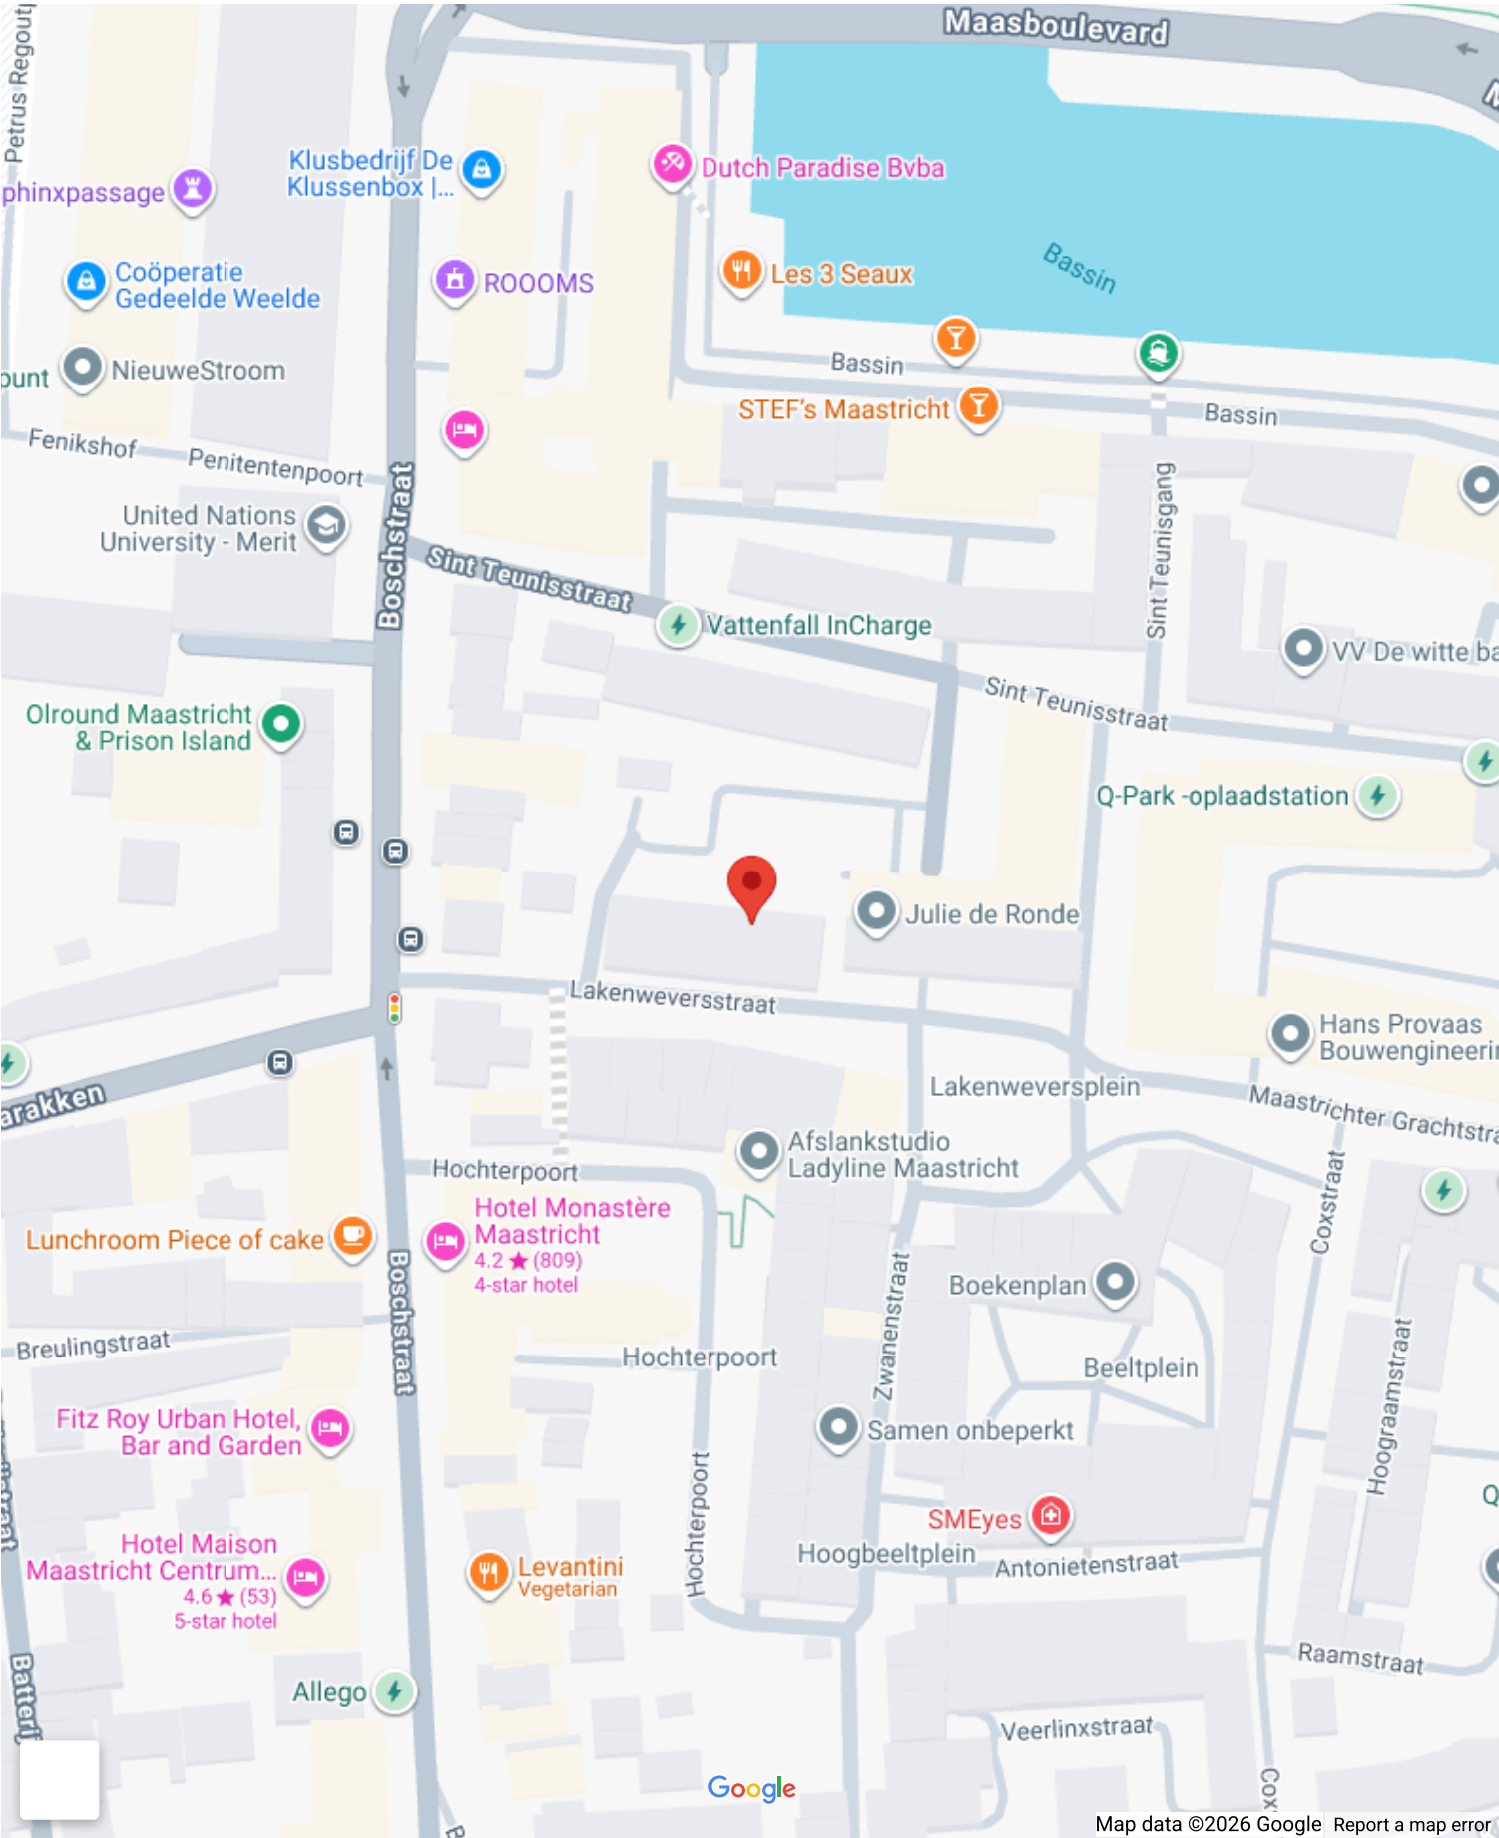 Maasboulevard
Petrus Regout
Klusbedrijf De
Klussenbox |...
Dutch Paradise Bvba
phinxpassage
Coöperatie
Gedeelde Weelde
ROOOMS
Les 3 Seaux
Bassin
NieuweStroom
ount
Bassin
STEF's Maastricht
Bassin
Fenikshof
Penitentenpoort
Boschstraat
United Nations
University - Merit
Sint Teunisstraat
Sint Teunisgang
Vattenfall InCharge
VV De witte ba
Sint Teunisstraat
Olround Maastricht
& Prison Island
Q-Park -oplaadstation
Julie de Ronde
Lakenweversstraat
Hans Provaas
Bouwengineerin
Lakenweversplein
Maastrichter Grachtstra
arakken
Afslankstudio
Ladyline Maastricht
Hochterpoort
Coxstraat
Hotel Monastère
Maastricht
4.2 ★ (809)
4-star hotel
Lunchroom Piece of cake
Boschstraat
Zwanenstraat
Boekenplan
Breulingstraat
Hochterpoort
Beeltplein
Hoograamstraat
Fitz Roy Urban Hotel,
Bar and Garden
Samen onbeperkt
Hochterpoort
SMEyes
Q
Hotel Maison
Maastricht Centrum...
4.6 ★ (53)
5-star hotel
Levantini
Vegetarian
Hoogbeeltplein
Antonietenstraat
Raamstraat
Batterij
Allego
Veerlinxstraat
Cox
Google
Map data ©2026 Google
Report a map error